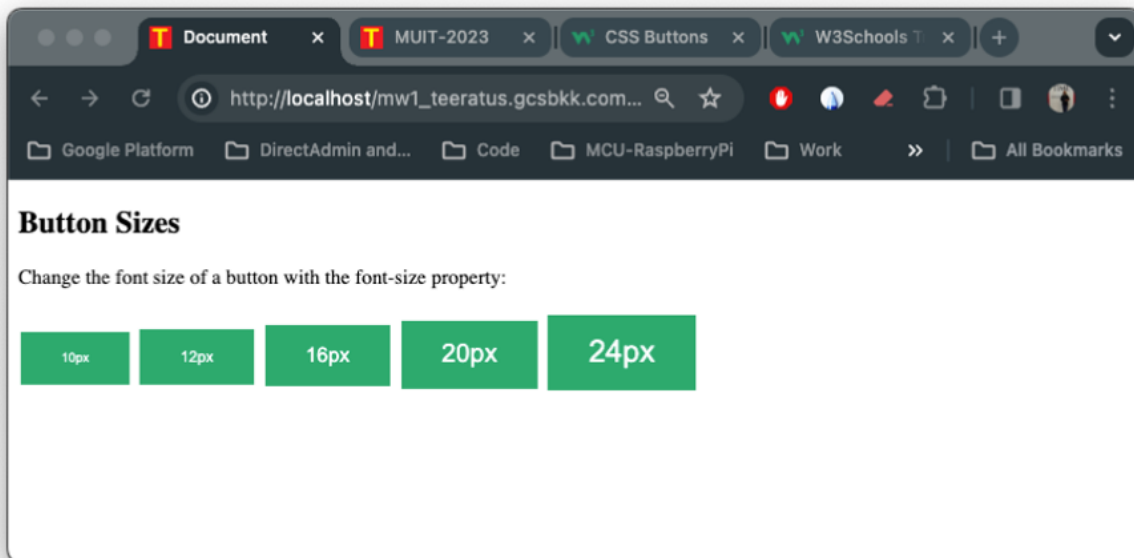 Document
MUIT-2023
CSS Buttons
W3Schools T
http://localhost/mw1_teeratus.gcsbkk.com...
Google Platform
DirectAdmin and...
Code
MCU-RaspberryPi
Work
All Bookmarks
Button Sizes
Change the font size of a button with the font-size property:
10px 12px 16px 20px 24px